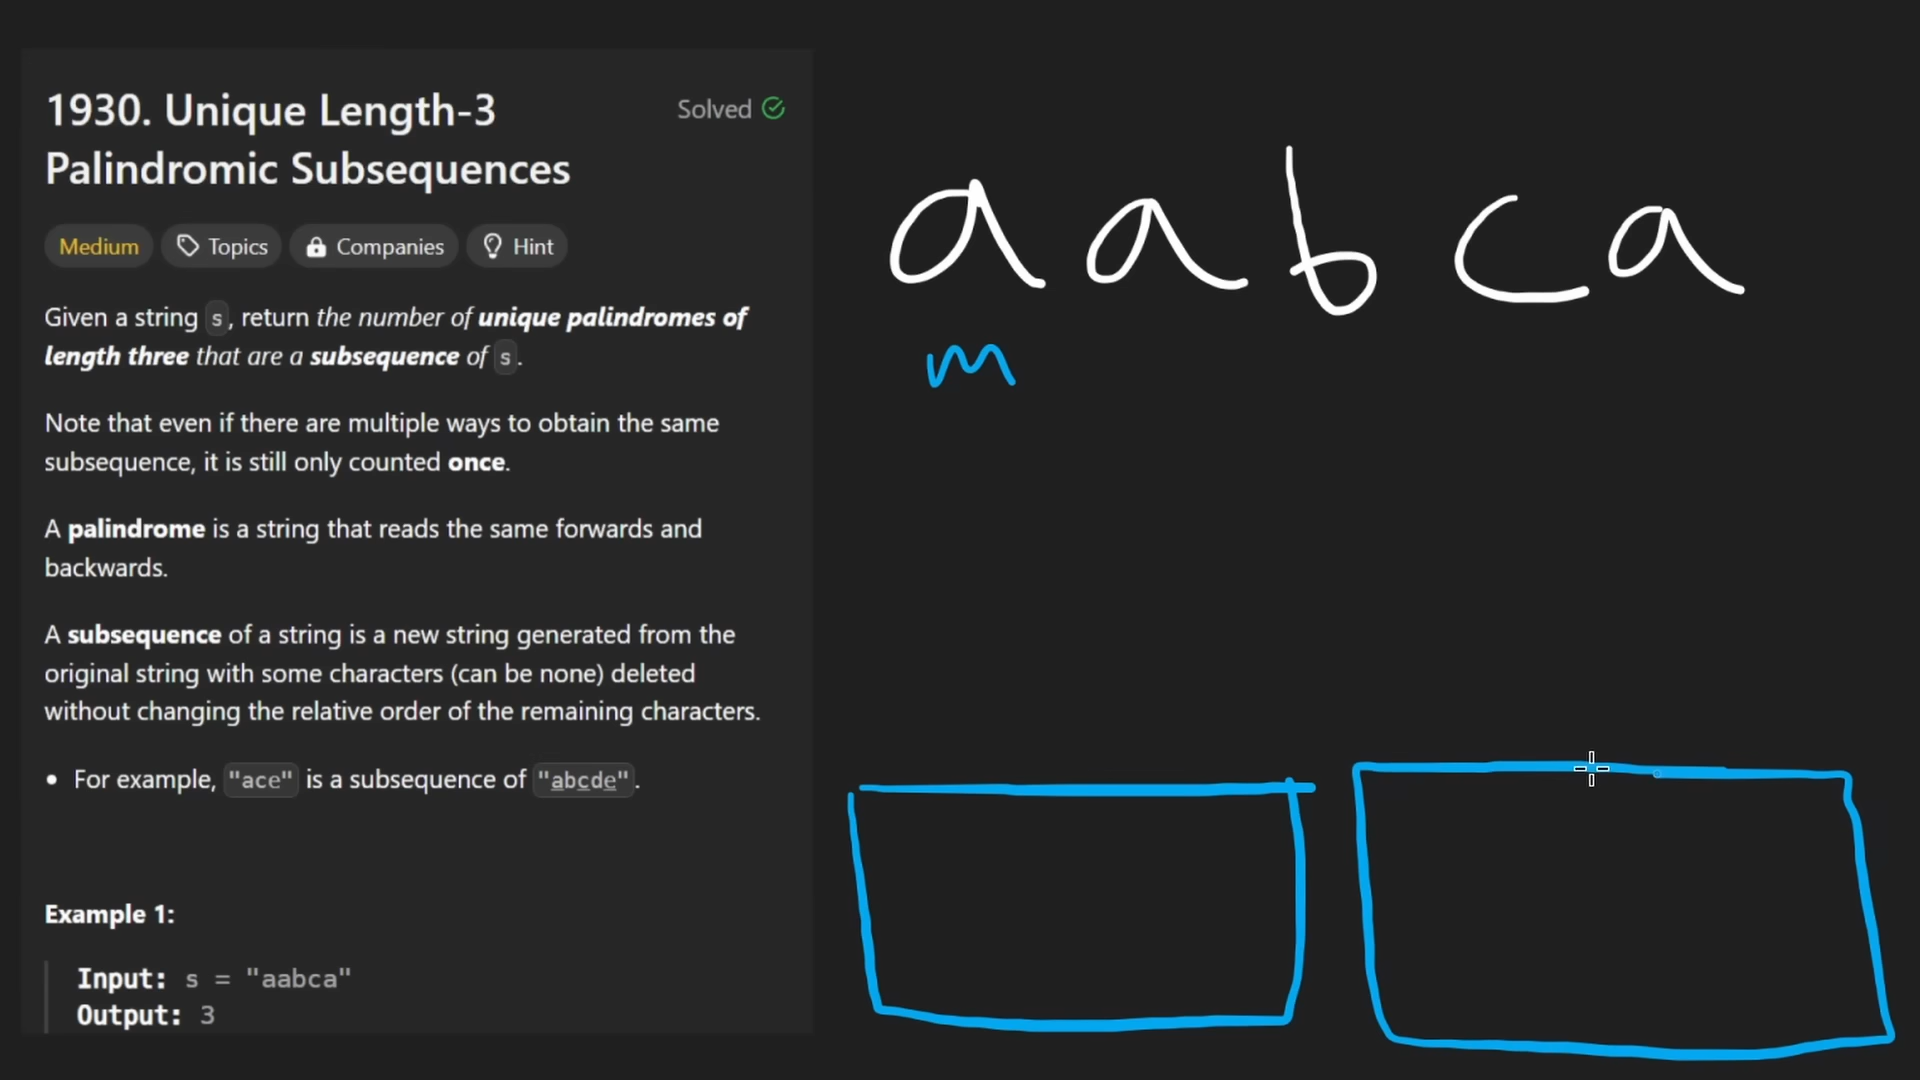 1930. Unique Length-3
Palindromic Subsequences
Solved
Medium
Topics
Companies
Hint
Given a string s, return the number of unique palindromes of
length three that are a subsequence of s.
Note that even if there are multiple ways to obtain the same
subsequence, it is still only counted once.
A palindrome is a string that reads the same forwards and
backwards.
A subsequence of a string is a new string generated from the
original string with some characters (can be none) deleted
without changing the relative order of the remaining characters.
• For example, "ace" is a subsequence of "abcde".
Example 1:
Input: s = "aabca"
Output: 3
a a b c a
m